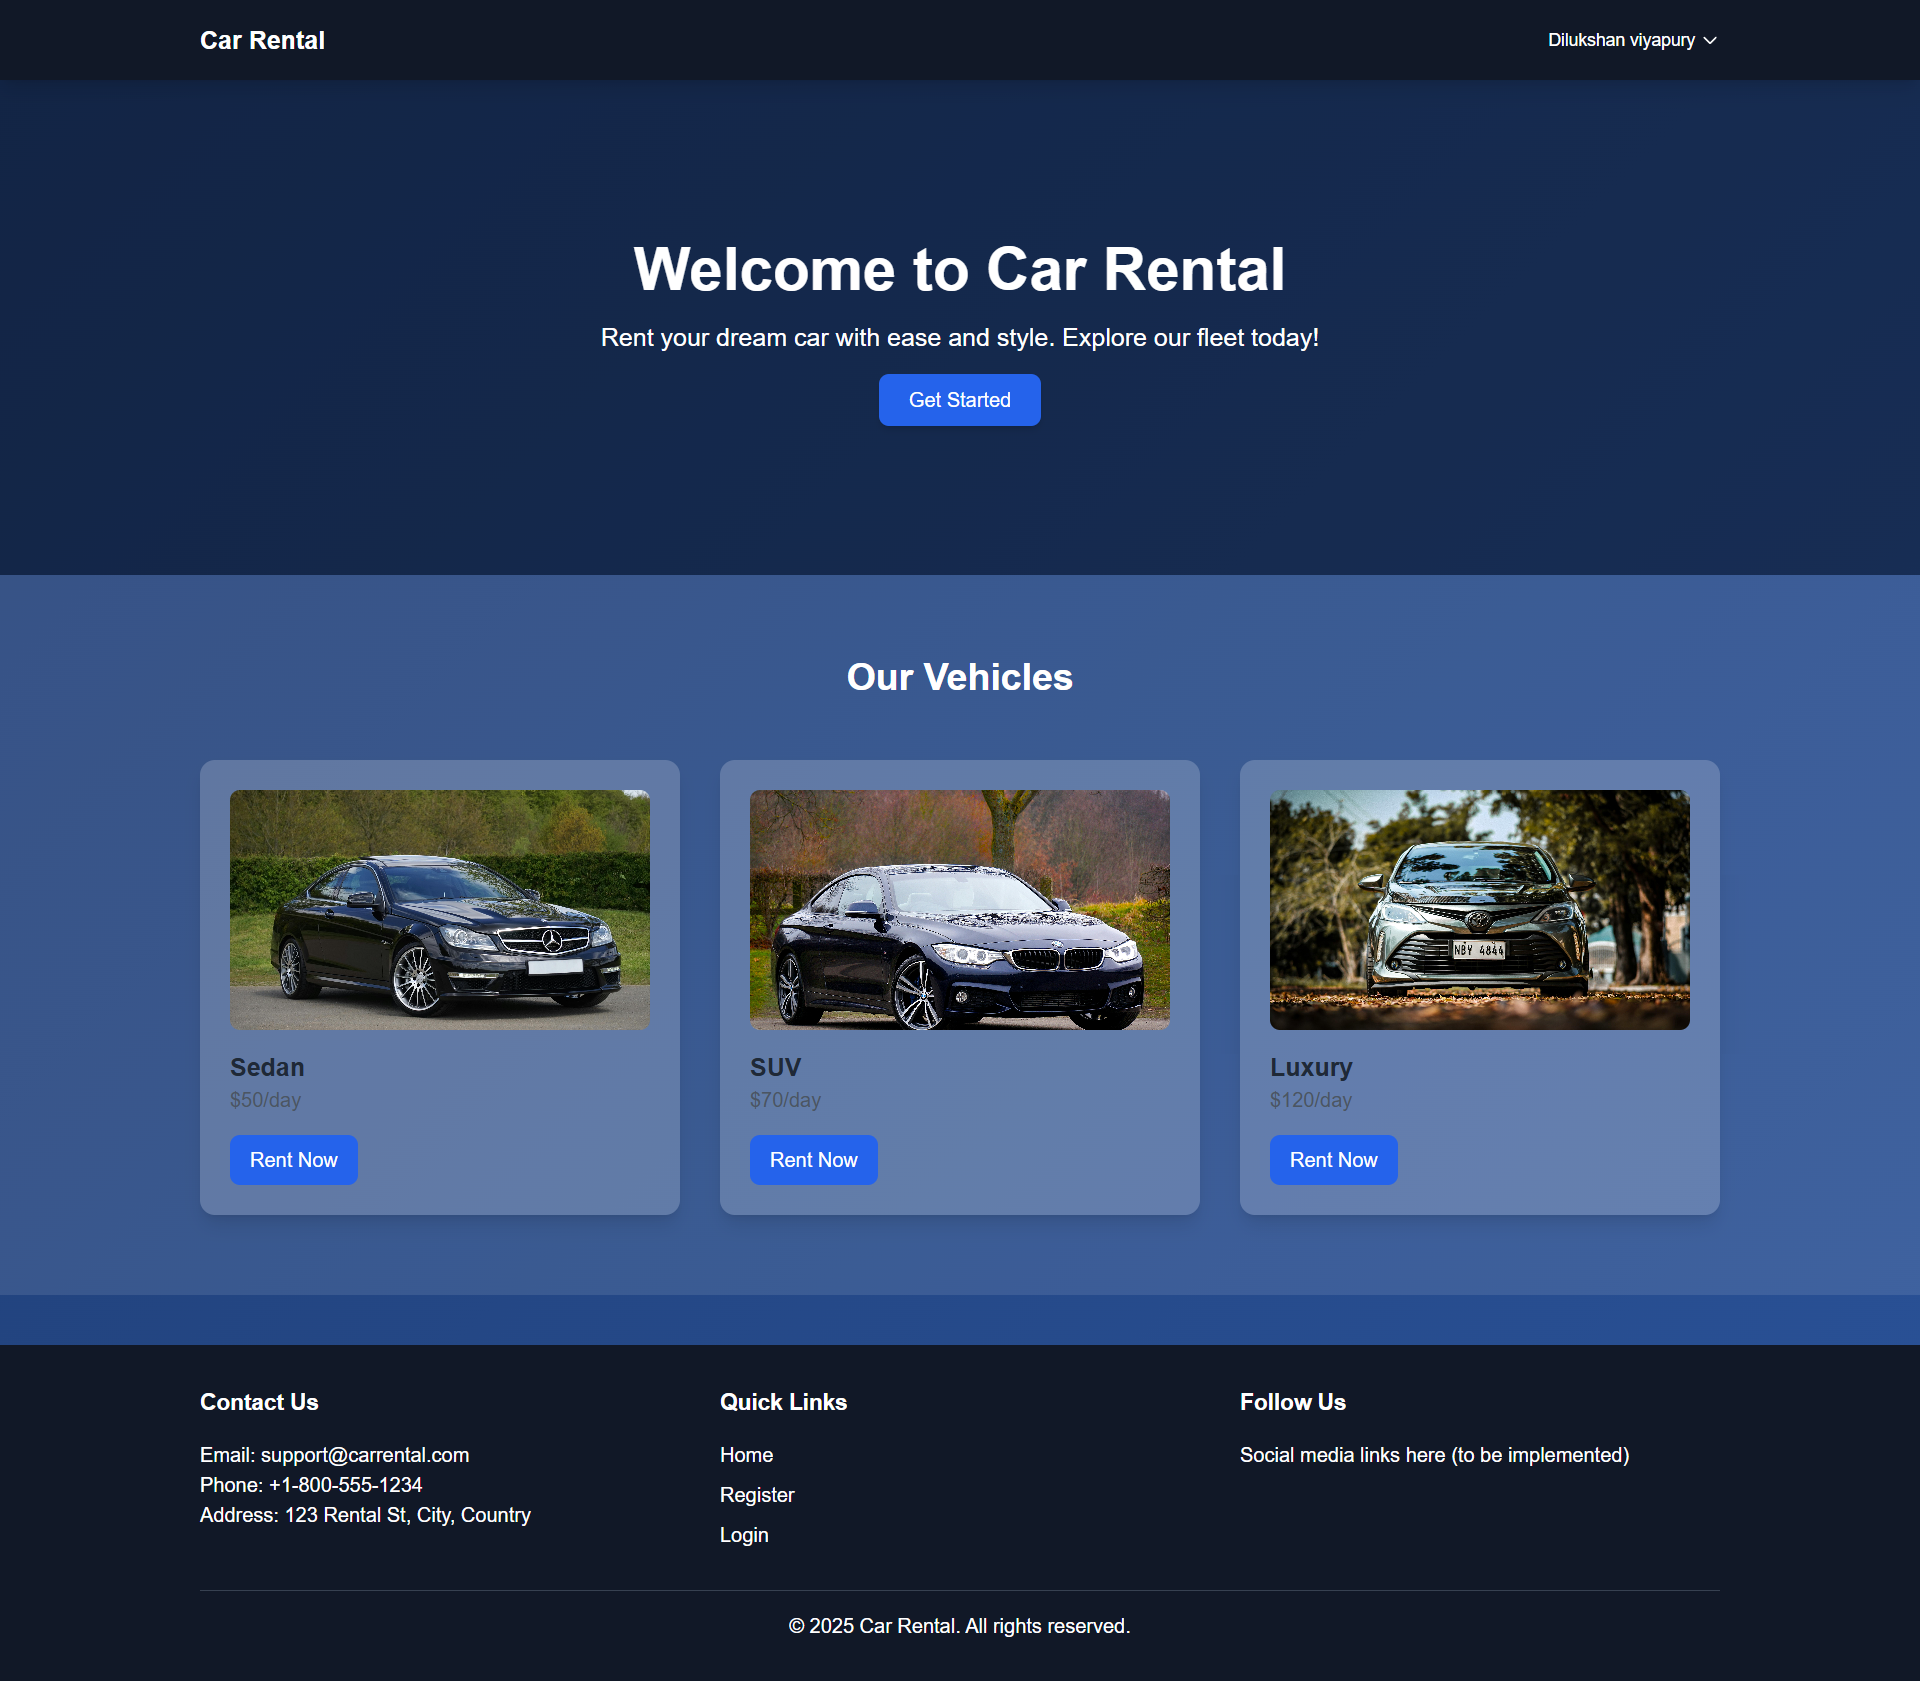 Car Rental
Dilukshan viyapury
Welcome to Car Rental
Rent your dream car with ease and style. Explore our fleet today!
Get Started
Our Vehicles
NBY 4844
Sedan
$50/day
Rent Now
SUV
$70/day
Rent Now
Luxury
$120/day
Rent Now
Contact Us
Email: support@carrental.com
Phone: +1-800-555-1234
Address: 123 Rental St, City, Country
Quick Links
Home
Register
Login
Follow Us
Social media links here (to be implemented)
© 2025 Car Rental. All rights reserved.